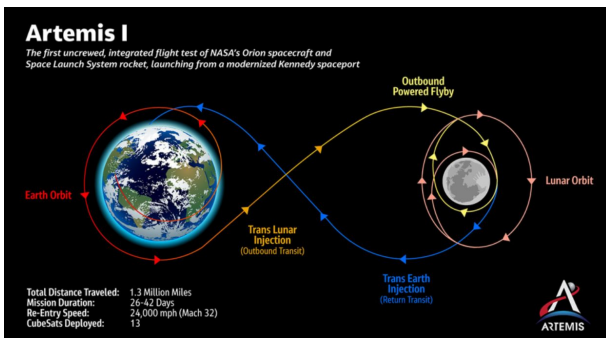 Artemis I
The first uncrewed, integrated flight test of NASA's Orion spacecraft and
Space Launch System rocket, launching from a modernized Kennedy spaceport
Outbound
Powered Flyby
Earth Orbit
Lunar Orbit
Trans Lunar
Injection
(Outbound Transit)
Trans Earth
Injection
(Return Transit)
Total Distance Traveled: 1.3 Million Miles
Mission Duration: 26-42 Days
Re-Entry Speed: 24,000 mph (Mach 32)
CubeSats Deployed: 13
ARTEMIS